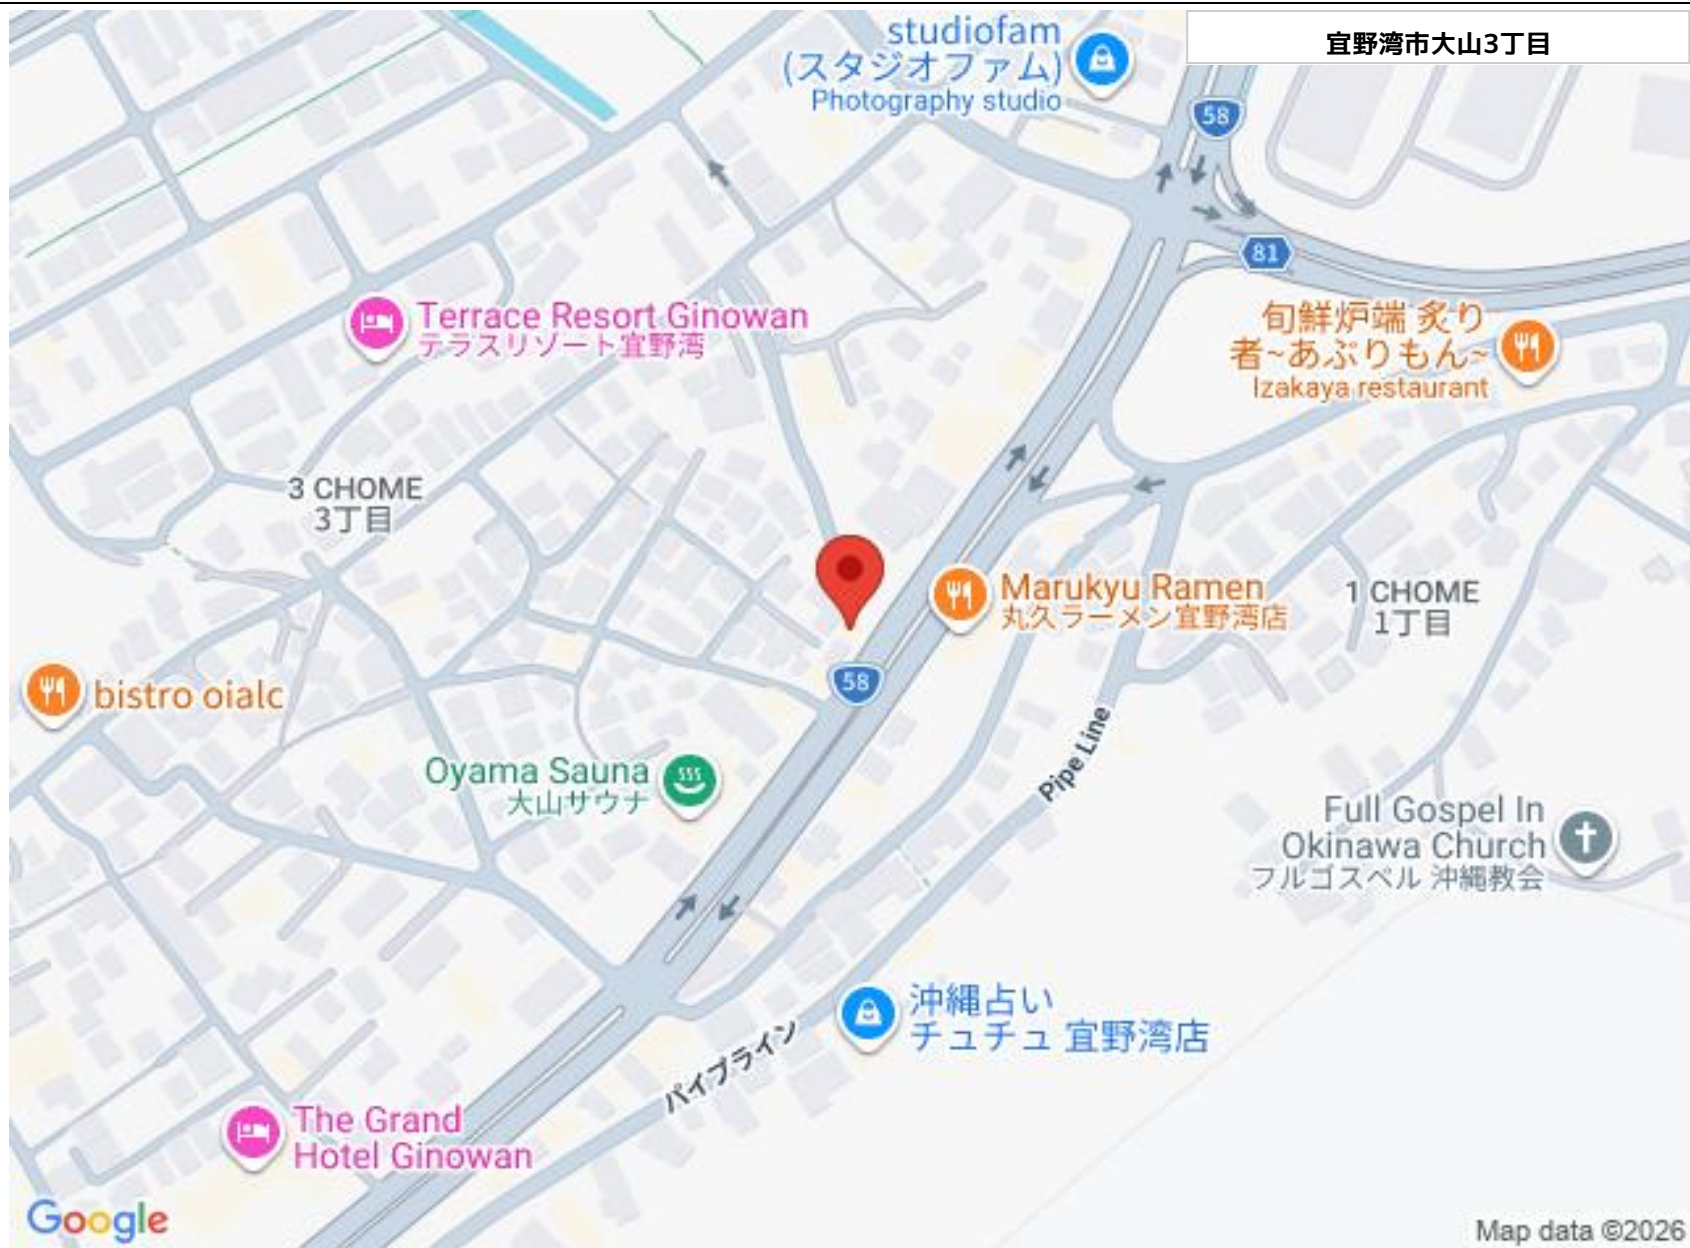 宜野湾市大山3丁目
studiofam
(スタジオファム)
Photography studio
58
81
Terrace Resort Ginowan
テラスリゾート宜野湾
旬鮮炉端 炙り
者~あぶりもん~
Izakaya restaurant
3 CHOME
3丁目
Marukyu Ramen
丸久ラーメン宜野湾店
1 CHOME
1丁目
58
bistro oialc
Pipe Line
Oyama Sauna
大山サウナ
Full Gospel In
Okinawa Church
フルゴスペル 沖縄教会
沖縄占い
チュチュ 宜野湾店
パイプライン
The Grand
Hotel Ginowan
Google
Map data ©2026